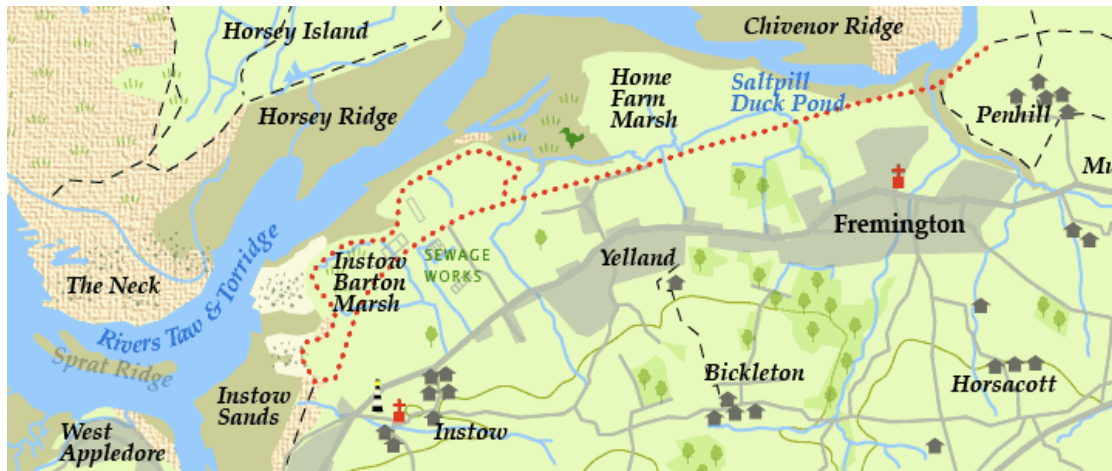 Horsey Island
Chivenor Ridge
Home
Farm
Marsh
Saltpill
Duck Pond
Horsey Ridge
Penhill
Mu
Fremington
Yelland
SEWAGE
WORKS
Instow
Barton
Marsh
The Neck
Rivers Taw & Torridge
Sprat Ridge
Bickleton
Horsacott
Instow
Sands
West
Appledore
Instow